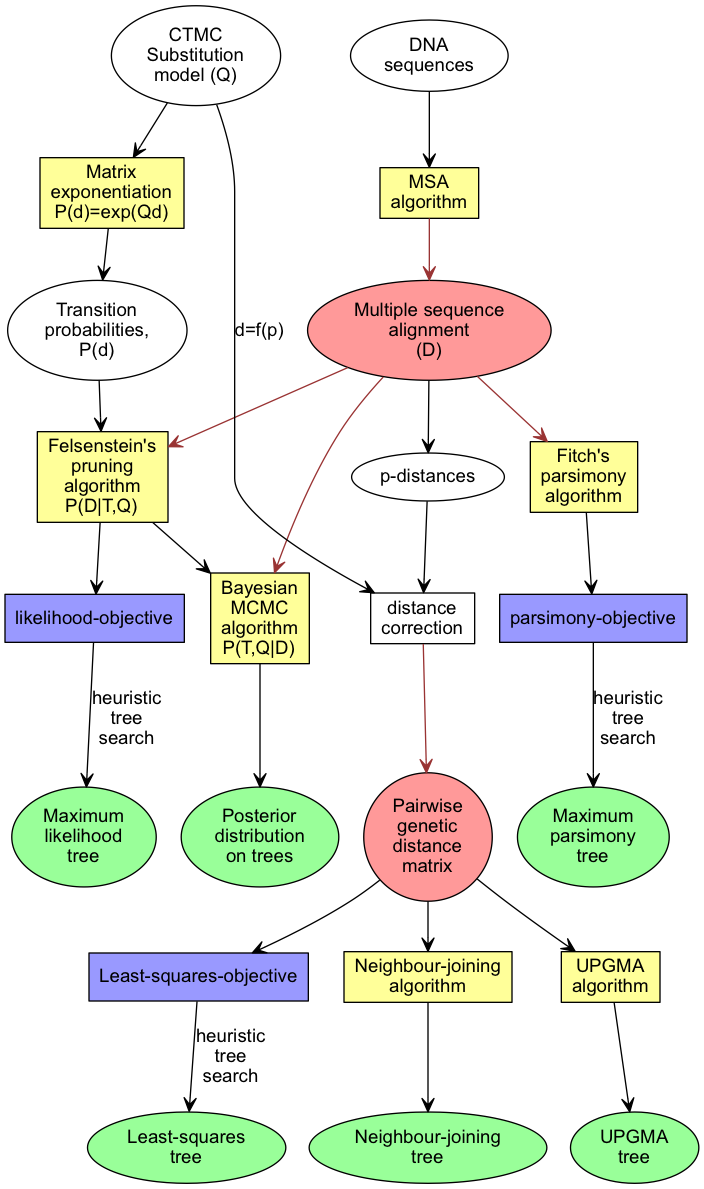 CTMC
Substitution
model (Q)
DNA
sequences
Matrix
exponentiation
P(d)=exp(Qd)
MSA
algorithm
Transition
probabilities,
P(d)
d=f(p)
Multiple sequence
alignment
(D)
Felsenstein's
pruning
algorithm
P(D|T,Q)
p-distances
Fitch's
parsimony
algorithm
likelihood-objective
Bayesian
MCMC
algorithm
P(T,Q|D)
distance
correction
parsimony-objective
heuristic
tree
search
heuristic
tree
search
Maximum
likelihood
tree
Posterior
distribution
on trees
Pairwise
genetic
distance
matrix
Maximum
parsimony
tree
Least-squares-objective
Neighbour-joining
algorithm
UPGMA
algorithm
heuristic
tree
search
Least-squares
tree
Neighbour-joining
tree
UPGMA
tree